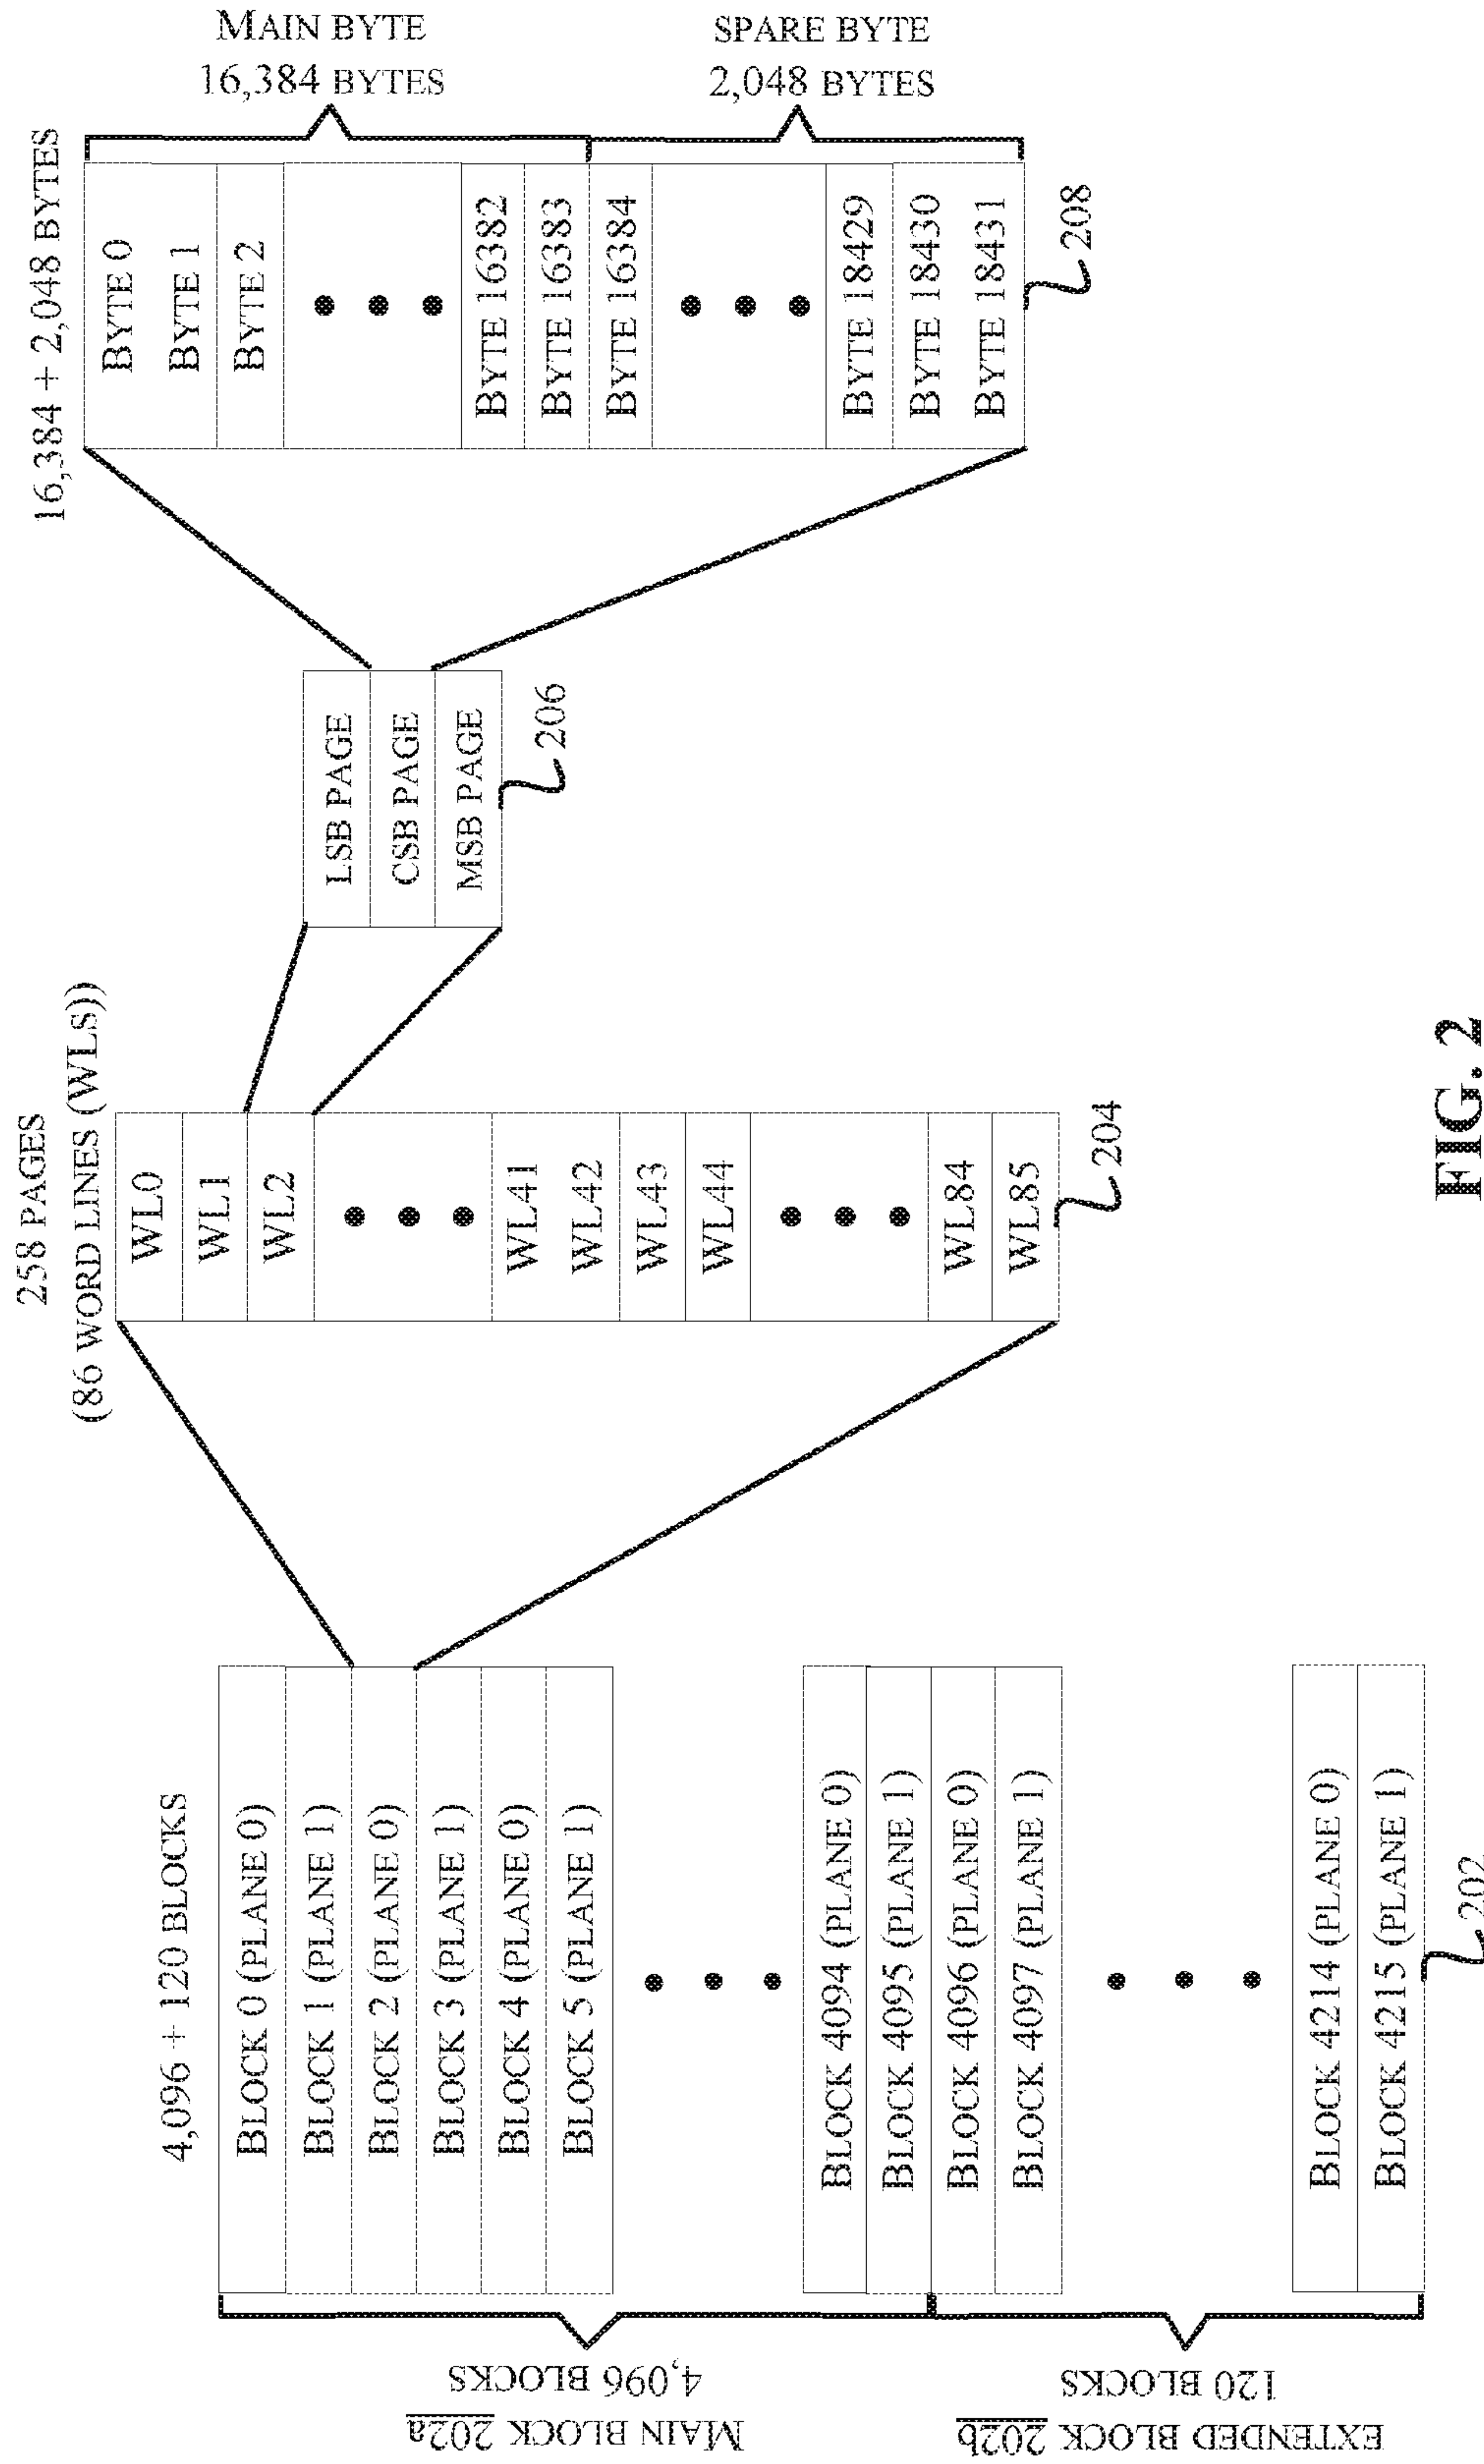 4,096 + 120 BLOCKS
MAIN BLOCK 202a
4,096 BLOCKS
EXTENDED BLOCK 202b
120 BLOCKS
BLOCK 0 (PLANE 0)
BLOCK 1 (PLANE 1)
BLOCK 2 (PLANE 0)
BLOCK 3 (PLANE 1)
BLOCK 4 (PLANE 0)
BLOCK 5 (PLANE 1)
BLOCK 4094 (PLANE 0)
BLOCK 4095 (PLANE 1)
BLOCK 4096 (PLANE 0)
BLOCK 4097 (PLANE 1)
BLOCK 4214 (PLANE 0)
BLOCK 4215 (PLANE 1)
202
258 PAGES
(86 WORD LINES (WLS))
WL0
WL1
WL2
WL41
WL42
WL43
WL44
WL84
WL85
204
LSB PAGE
CSB PAGE
MSB PAGE
206
16,384 + 2,048 BYTES
BYTE 0
BYTE 1
BYTE 2
BYTE 16382
BYTE 16383
BYTE 16384
BYTE 18429
BYTE 18430
BYTE 18431
208
MAIN BYTE
16,384 BYTES
SPARE BYTE
2,048 BYTES
FIG. 2